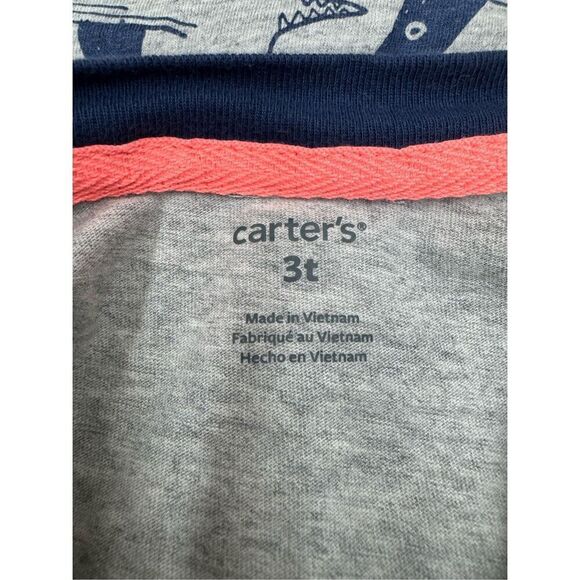 carter's®
3t
Made in Vietnam
Fabriqué au Vietnam
Hecho en Vietnam